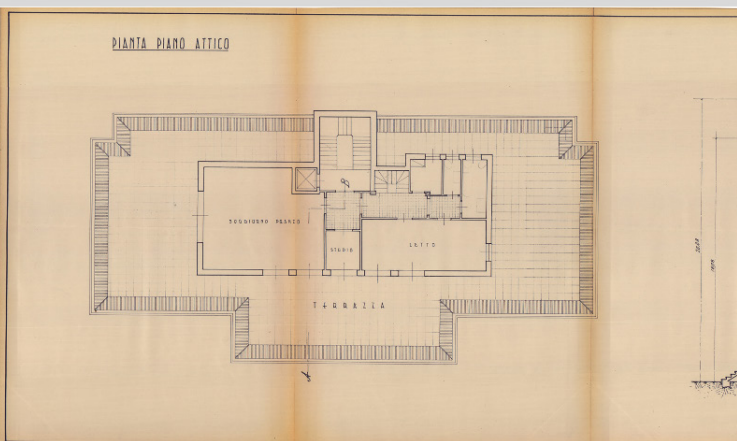 PIANTA PIANO ATTICO
B
SOGGIORNO PRANZO
STUDIO
LETTO
TERRAZZA
A